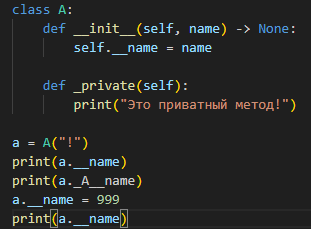 class A:
def __init__(self, name) -> None:
self.__name = name
def _private(self):
print("Это приватный метод!")
a = A("!")
print(a.__name)
print(a._A__name)
a.__name = 999
print(a.__name)